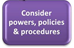 Consider
powers, policies
& procedures